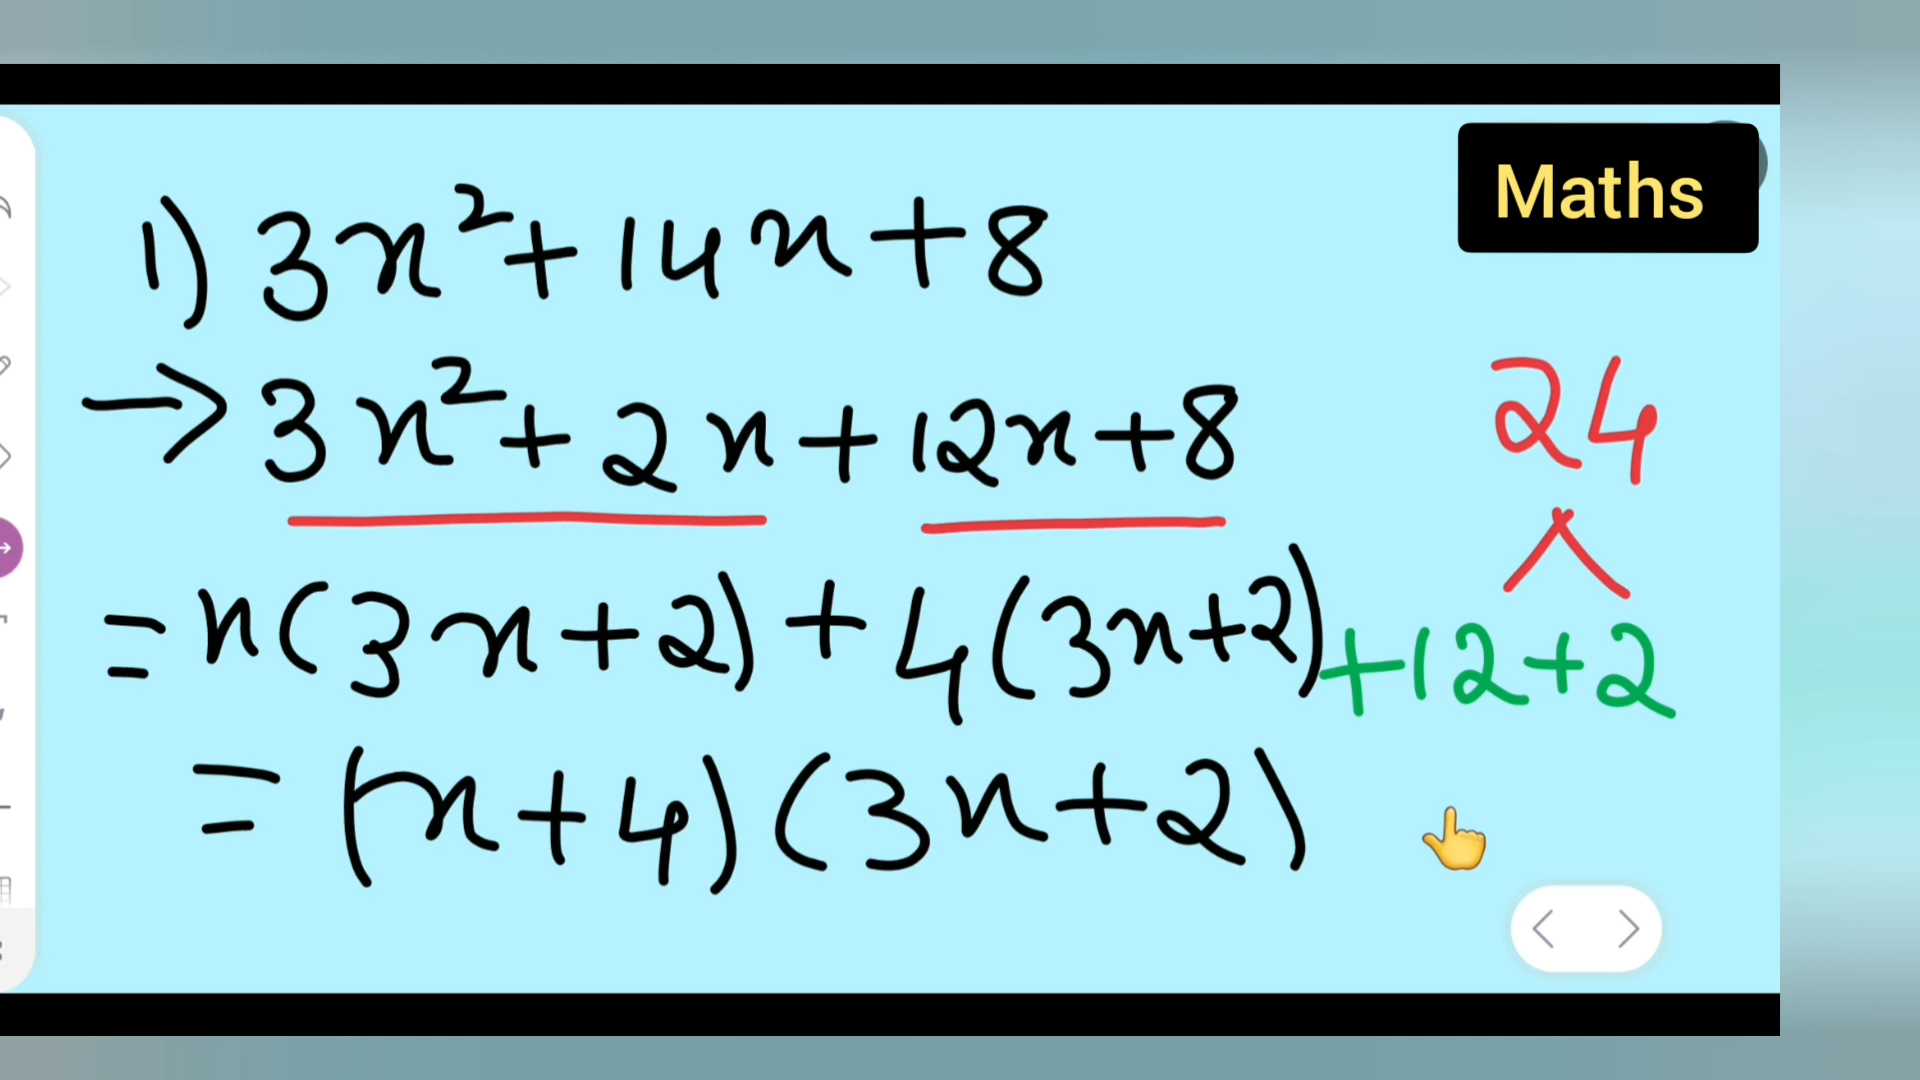 Maths
1) 3x²+14x+8
→ 3x²+2x+12x+8
24
=x(3x+2)+4(3x+2)
+12+2
=(x+4)(3x+2)